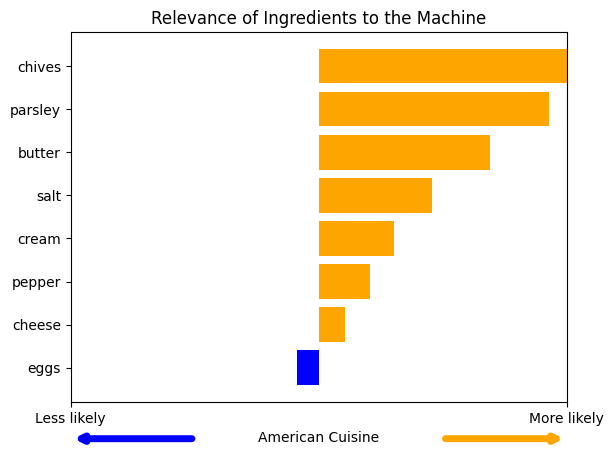 Relevance of Ingredients to the Machine
chives
parsley
butter
salt
cream
pepper
cheese
eggs
Less likely
More likely
American Cuisine